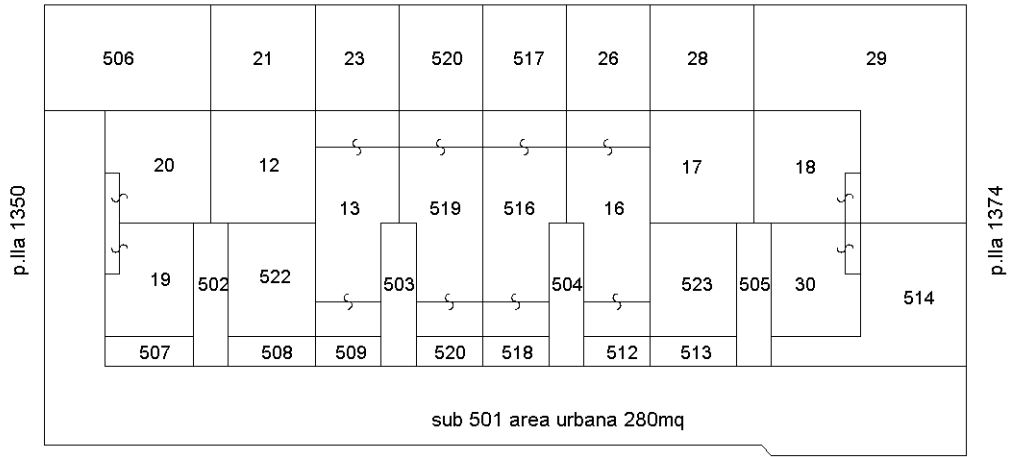 506 21 23 520 517 26 28 29
20 12 17 18
13 519 516 16
p.lla 1350
p.lla 1374
19 502 522 503 504 523 505 30 514
507 508 509 520 518 512 513
sub 501 area urbana 280mq